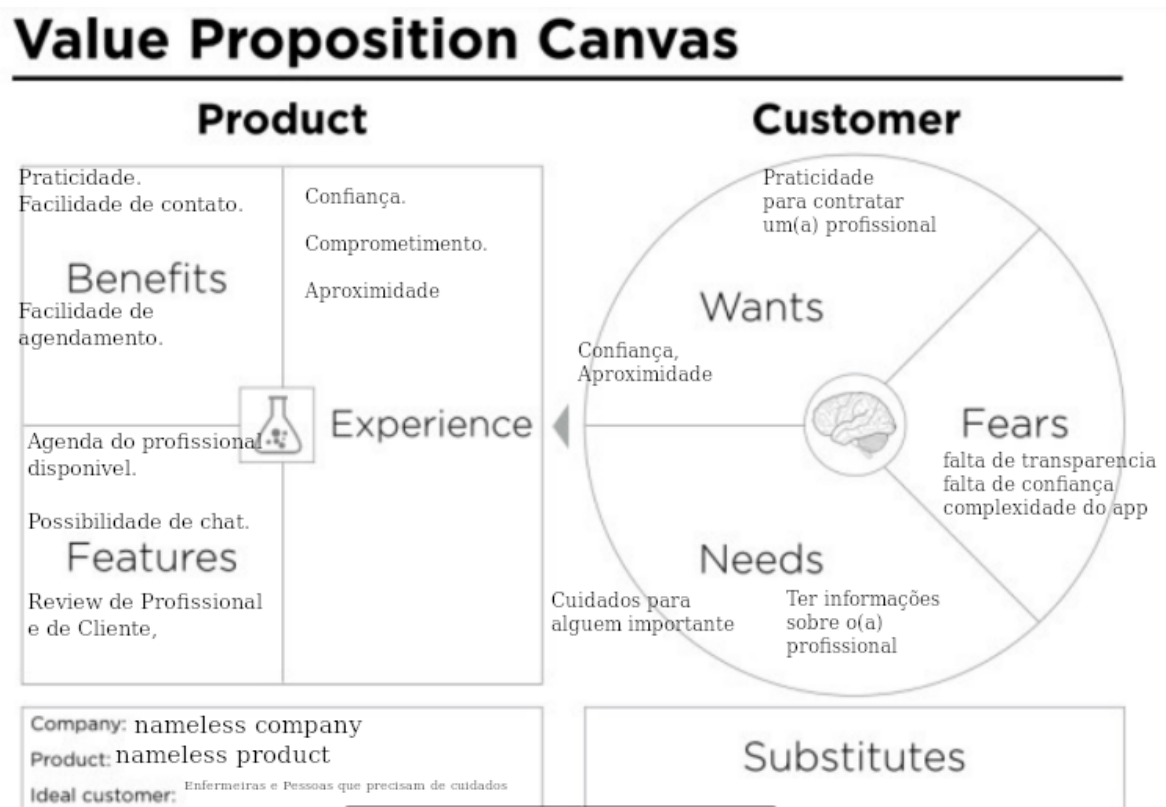 Value Proposition Canvas
Product
Customer
Praticidade.
Facilidade de contato.
Benefits
Facilidade de
agendamento.
Confiança.
Comprometimento.
Aproximidade
Experience
Agenda do profissional
disponivel.
Possibilidade de chat.
Features
Review de Profissional
e de Cliente,
Praticidade
para contratar
um(a) profissional
Wants
Confiança,
Aproximidade
Fears
falta de transparencia
falta de confiança
complexidade do app
Needs
Cuidados para
alguem importante
Ter informações
sobre o(a)
profissional
Company: nameless company
Product: nameless product
Ideal customer: Enfermeiras e Pessoas que precisam de cuidados
Substitutes